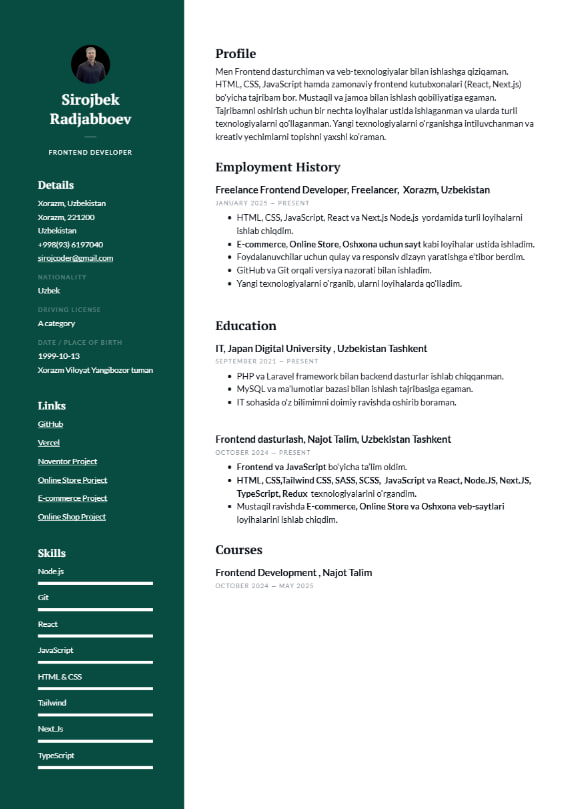 Sirojbek
Radjabboev
FRONTEND DEVELOPER
Details
Xorazm, Uzbekistan
Xorazm, 221200
Uzbekistan
+998(93) 6197040
sirojcoder@gmail.com
NATIONALITY
Uzbek
DRIVING LICENSE
A category
DATE / PLACE OF BIRTH
1999-10-13
Xorazm Viloyat Yangibozor tuman
Links
GitHub
Vercel
Noventor Project
Online Store Porject
E-commerce Project
Online Shop Project
Skills
Node.js
Git
React
JavaScript
HTML & CSS
Tailwind
Next.Js
TypeScript
Profile
Men Frontend dasturchiman va veb-texnologiyalar bilan ishlashga qiziqaman.
HTML, CSS, JavaScript hamda zamonaviy frontend kutubxonalari (React, Next.js)
bo'yicha tajribam bor. Mustaqil va jamoa bilan ishlash qobiliyatiga egaman.
Tajribamni oshirish uchun bir nechta loyihalar ustida ishlaganman va ularda turli
texnologiyalarni qo'llaganman. Yangi texnologiyalarni o'rganishga intiluvchanman va
kreativ yechimlarni topishni yaxshi ko'raman.
Employment History
Freelance Frontend Developer, Freelancer, Xorazm, Uzbekistan
JANUARY 2025 — PRESENT
• HTML, CSS, JavaScript, React va Next.js Node.js yordamida turli loyihalarni
ishlab chiqdim.
• E-commerce, Online Store, Oshxona uchun sayt kabi loyihalar ustida ishladim.
• Foydalanuvchilar uchun qulay va responsiv dizayn yaratishga e'tibor berdim.
• GitHub va Git orqali versiya nazorati bilan ishladim.
• Yangi texnologiyalarni o'rganib, ularni loyihalarda qo'lladim.
Education
IT, Japan Digital University , Uzbekistan Tashkent
SEPTEMBER 2021 — PRESENT
• PHP va Laravel framework bilan backend dasturlar ishlab chiqqanman.
• MySQL va ma'lumotlar bazasi bilan ishlash tajribasiga egaman.
• IT sohasida o'z bilimimni doimiy ravishda oshirib boraman.
Frontend dasturlash, Najot Talim, Uzbekistan Tashkent
OCTOBER 2024 — PRESENT
• Frontend va JavaScript bo'yicha ta'lim oldim.
• HTML, CSS,Tailwind CSS, SASS, SCSS, JavaScript va React, Node.JS, Next.JS,
TypeScript, Redux texnologiyalarini o'rgandim.
• Mustaqil ravishda E-commerce, Online Store va Oshxona veb-saytlari
loyihalarini ishlab chiqdim.
Courses
Frontend Development , Najot Talim
OCTOBER 2024 — MAY 2025